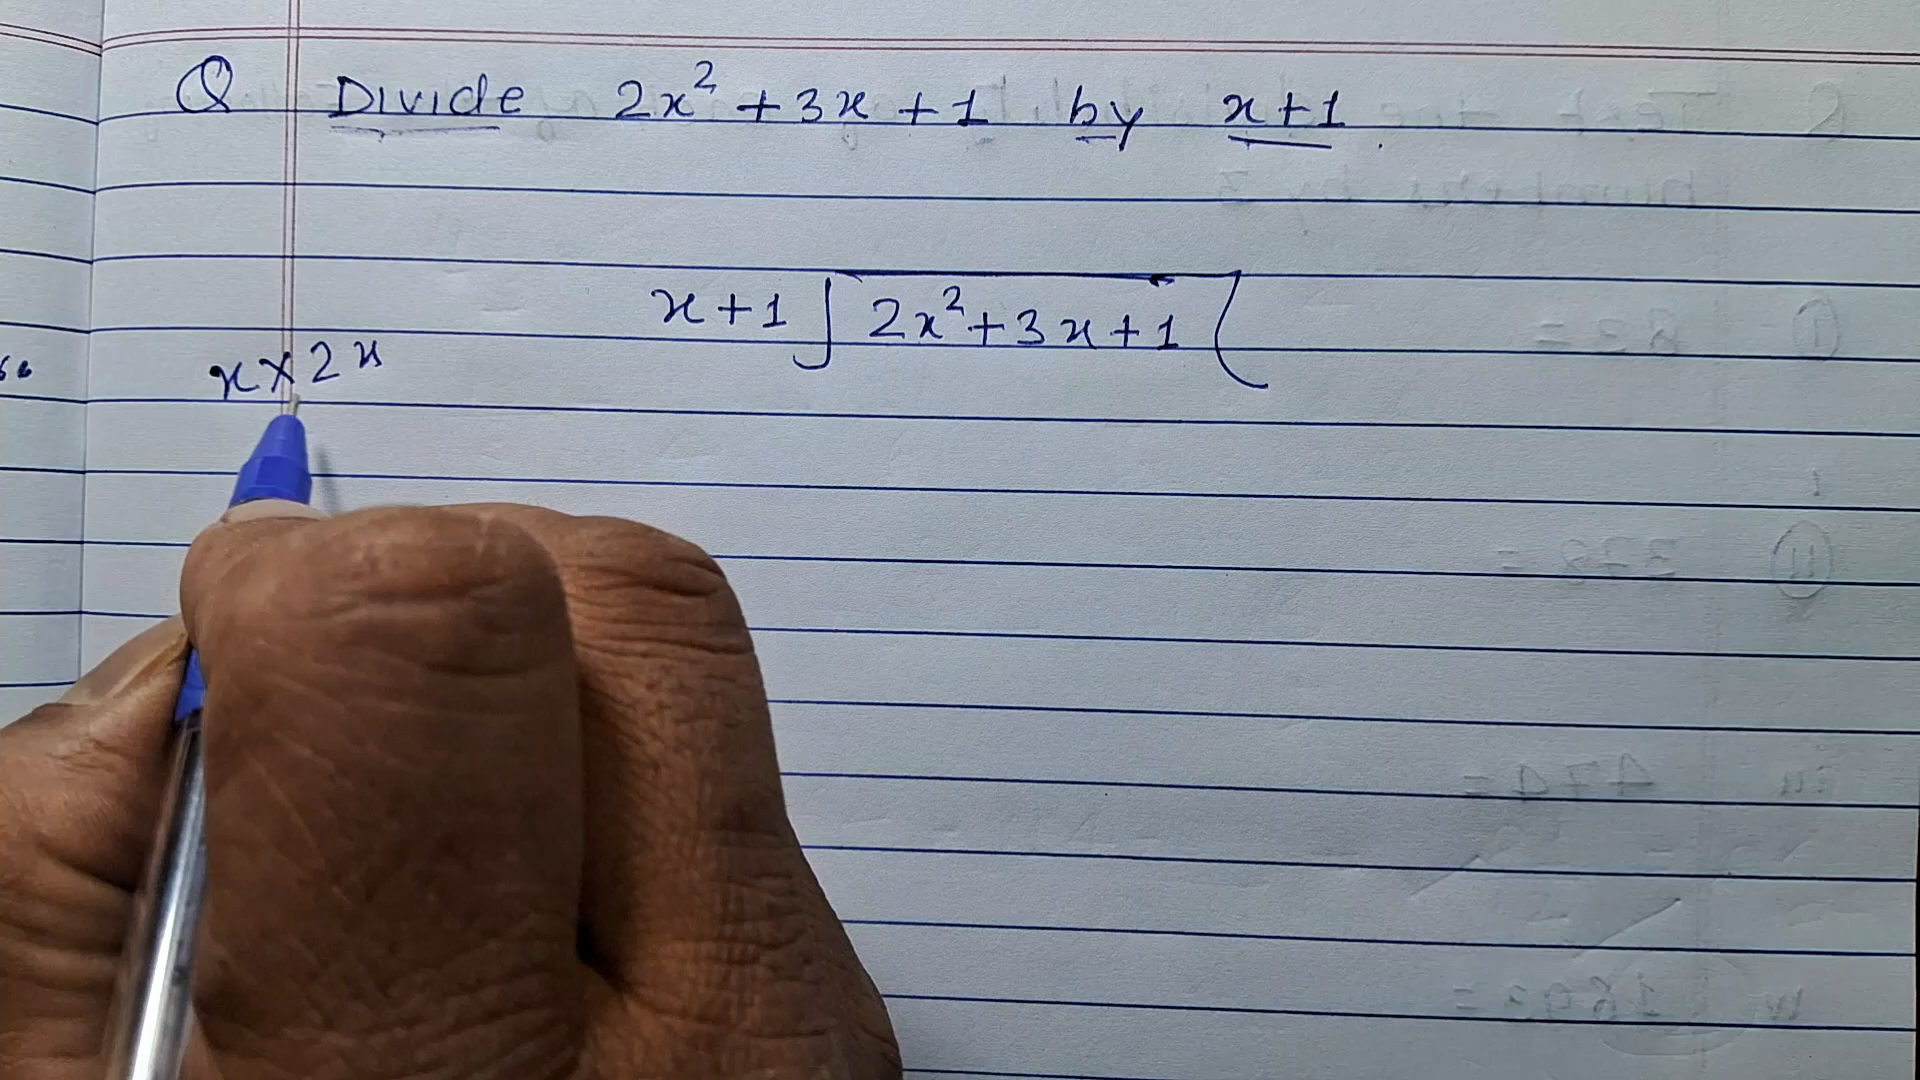 Q Divide 2x² + 3x + 1 by x+1.
x+1 ) 2x²+3x+1 (
x×2x